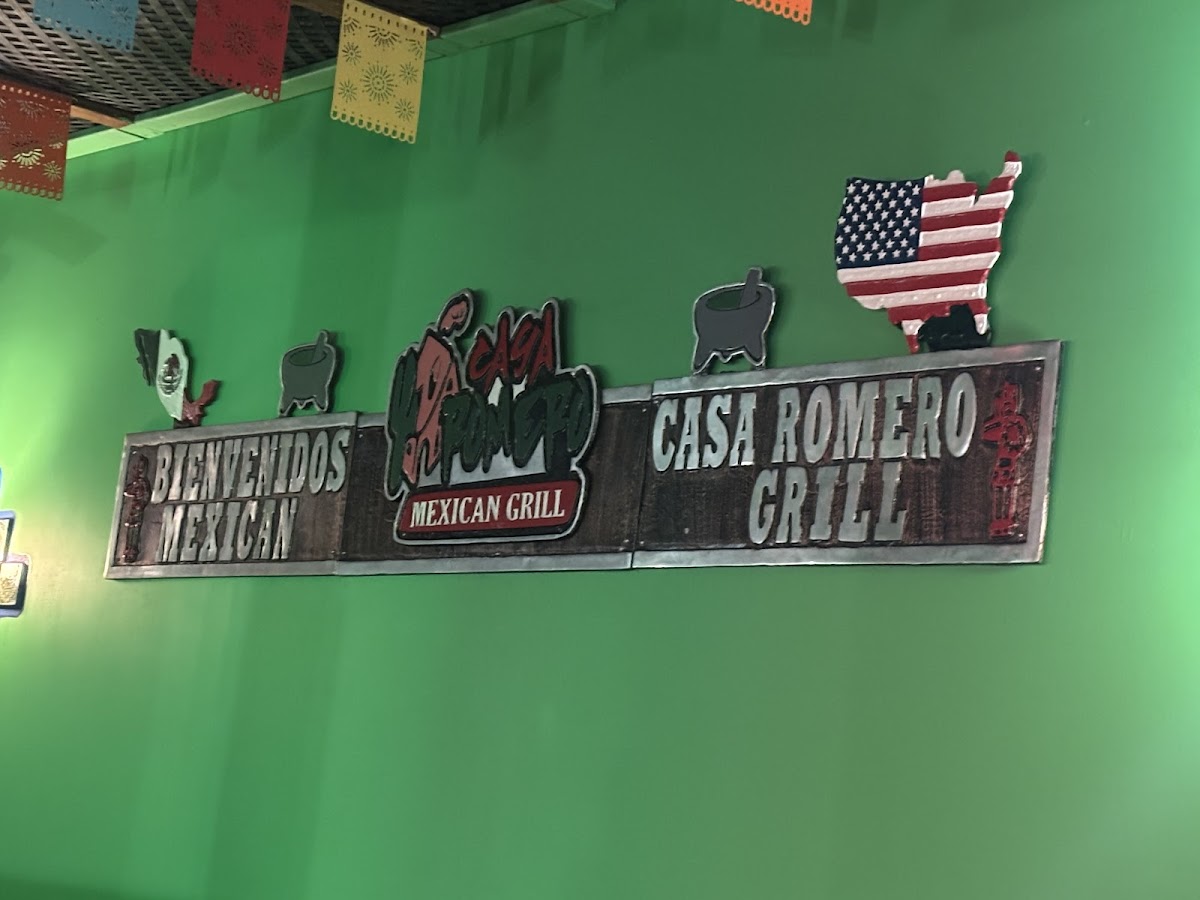 BIENVENIDOS
MEXICAN
CASA
ROMERO
MEXICAN GRILL
CASA ROMERO
GRILL